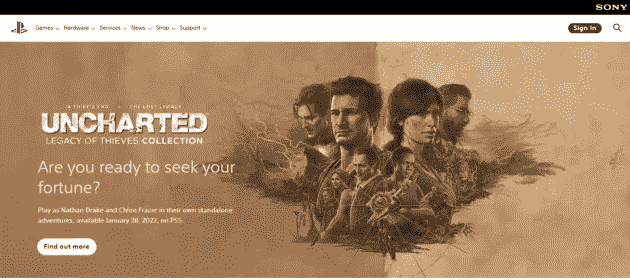 SONY
Games Hardware Services News Shop Support Sign In
A THIEF'S END THE LOST LEGACY
UNCHARTED
LEGACY OF THIEVES COLLECTION
Are you ready to seek your
fortune?
Play as Nathan Drake and Chloe Frazer in their own standalone
adventures, available January 28, 2022, on PS5.
Find out more